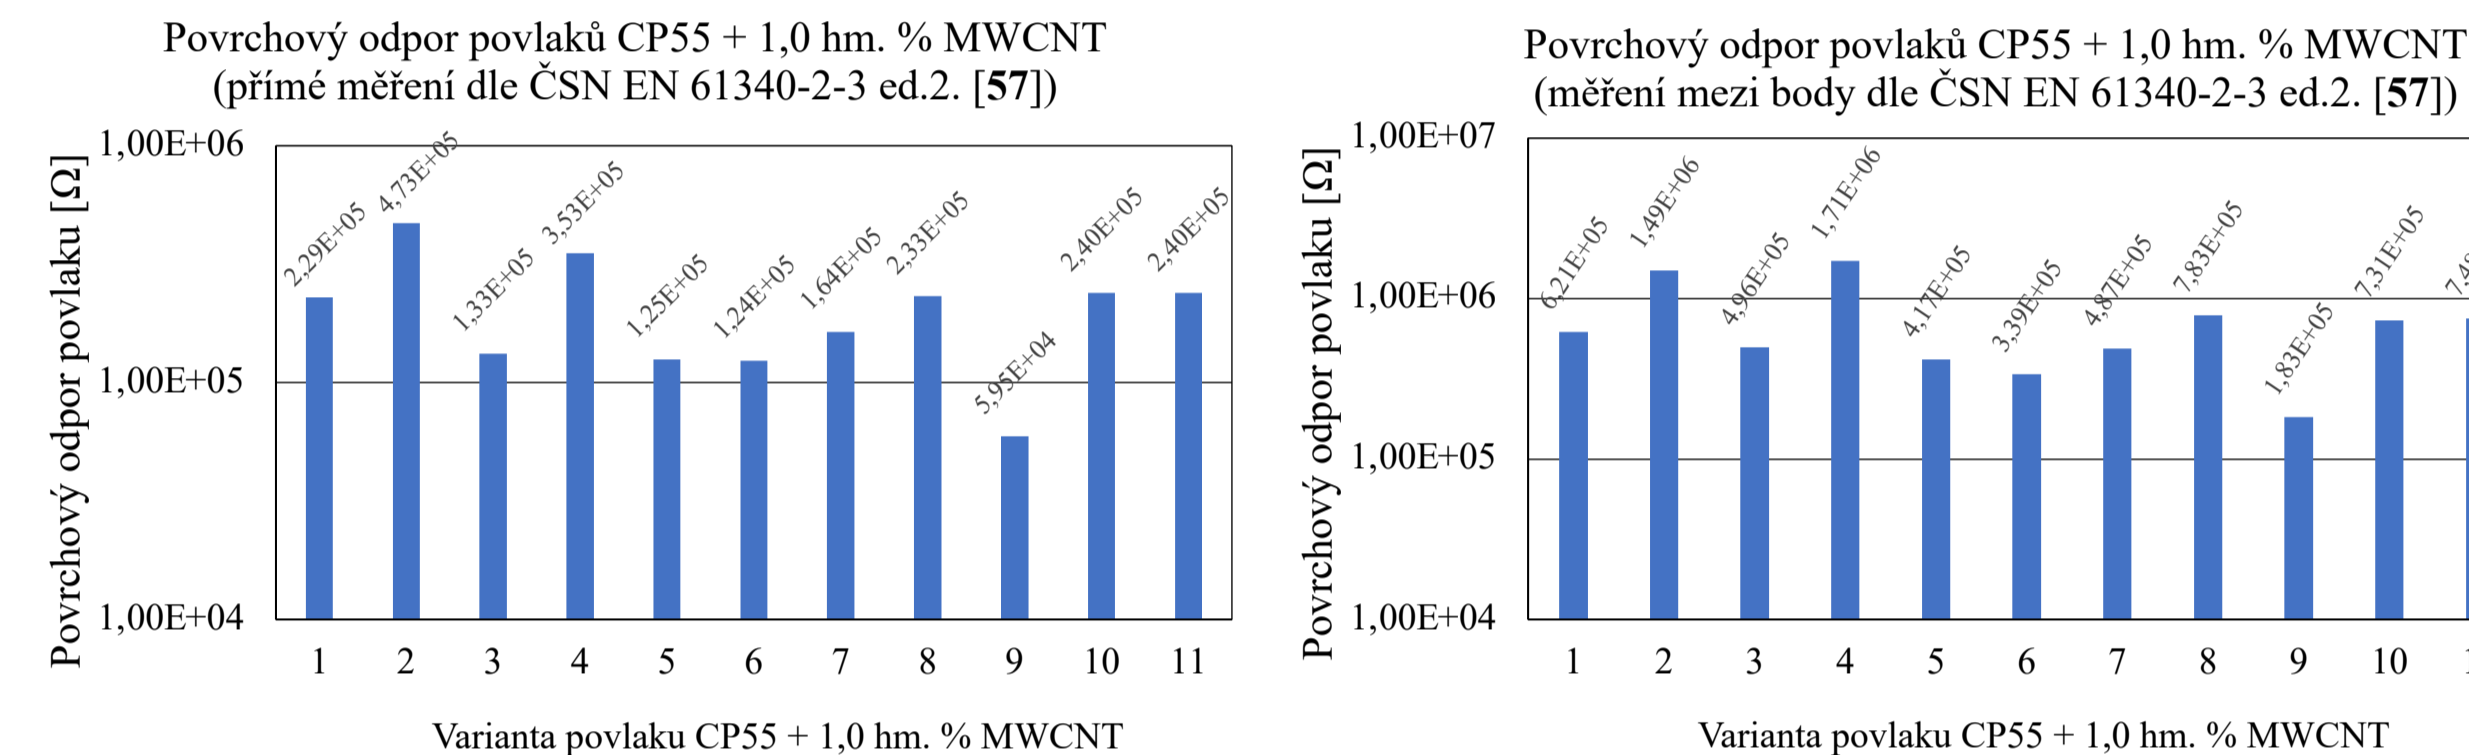 Povrchový odpor povlaků CP55 + 1,0 hm. % MWCNT
(přímé měření dle ČSN EN 61340-2-3 ed.2. [57])
Povrchový odpor povlaku [Ω]
1,00E+06
1,00E+05
1,00E+04
2,29E+05
4,73E+05
1,33E+05
3,53E+05
1,25E+05
1,24E+05
1,64E+05
2,33E+05
5,95E+04
2,40E+05
2,40E+05
1 2 3 4 5 6 7 8 9 10 11
Varianta povlaku CP55 + 1,0 hm. % MWCNT
Povrchový odpor povlaků CP55 + 1,0 hm. % MWCNT
(měření mezi body dle ČSN EN 61340-2-3 ed.2. [57])
Povrchový odpor povlaku [Ω]
1,00E+07
1,00E+06
1,00E+05
1,00E+04
6,21E+05
1,49E+06
4,96E+05
1,71E+06
4,17E+05
3,39E+05
4,87E+05
7,83E+05
1,83E+05
7,31E+05
1 2 3 4 5 6 7 8 9 10
Varianta povlaku CP55 + 1,0 hm. % MWCNT